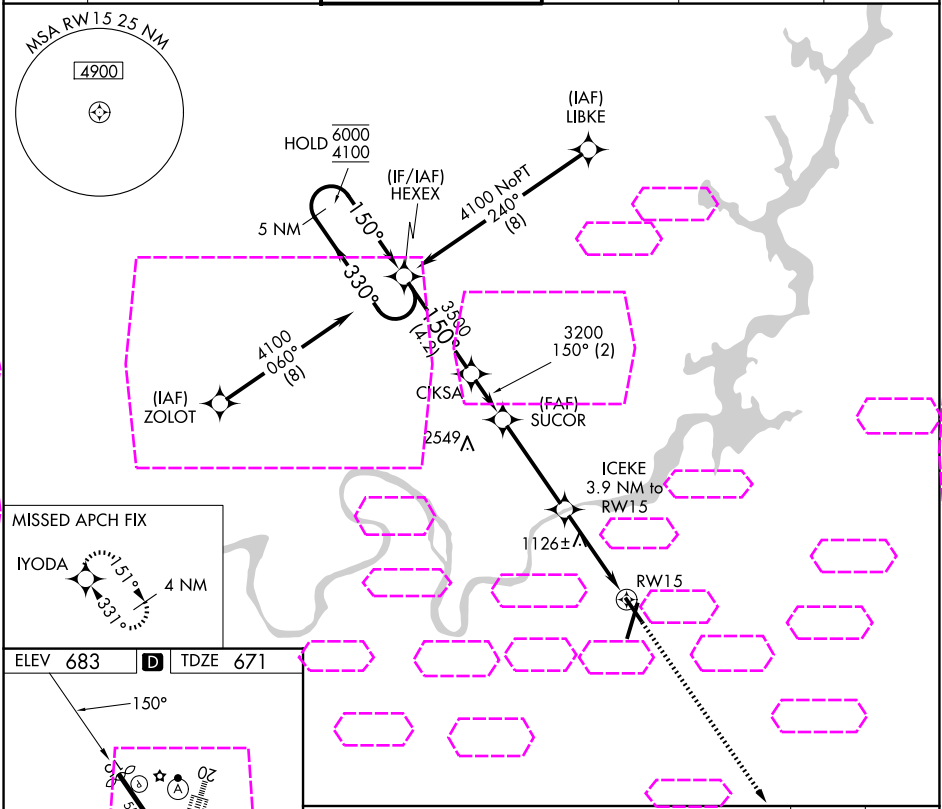 MSA RW15 25 NM
4900
(IAF)
LIBKE
HOLD 6000
4100
(IF/IAF)
HEXEX
4100 NoPT
240°
(8)
5 NM
150°
330°
3500
150°
(4.2)
3200
150° (2)
4100
060°
(8)
(IAF)
ZOLOT
CIKSA
(FAF)
SUCOR
2549
ICEKE
3.9 NM to
RW15
1126±
RW15
MISSED APCH FIX
IYODA
151°
331°
4 NM
ELEV 683
D
TDZE 671
150°
P
A
20